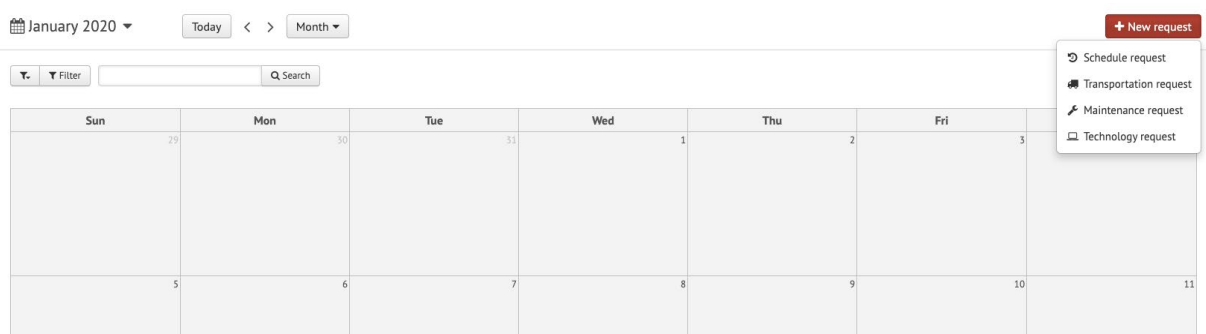 January 2020
Today
Month
+ New request
Schedule request
Transportation request
Maintenance request
Technology request
Filter
Search
Sun Mon Tue Wed Thu Fri
29 30 31 1 2 3
5 6 7 8 9 10 11